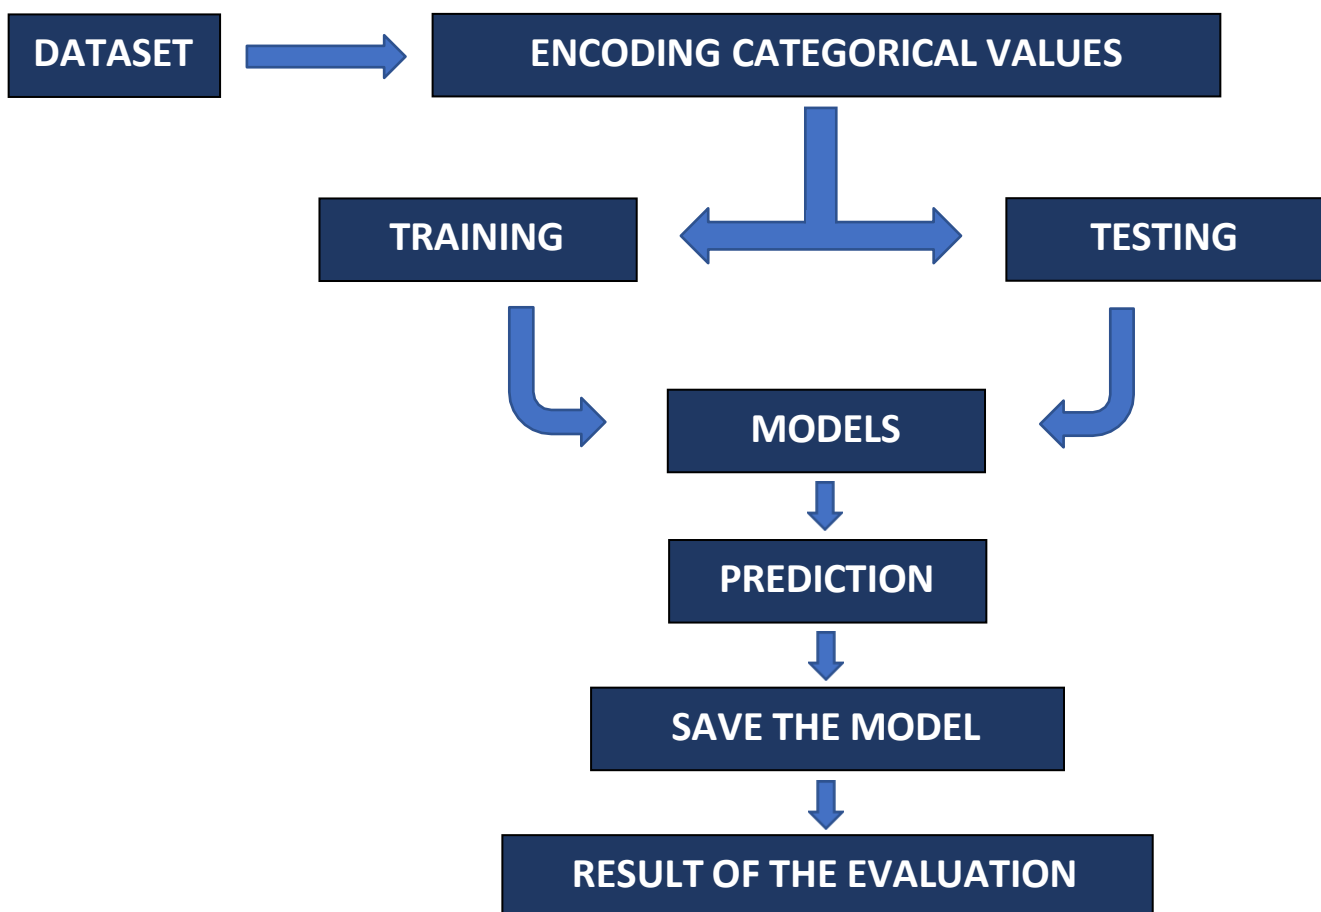 DATASET
ENCODING CATEGORICAL VALUES
TRAINING
TESTING
MODELS
PREDICTION
SAVE THE MODEL
RESULT OF THE EVALUATION